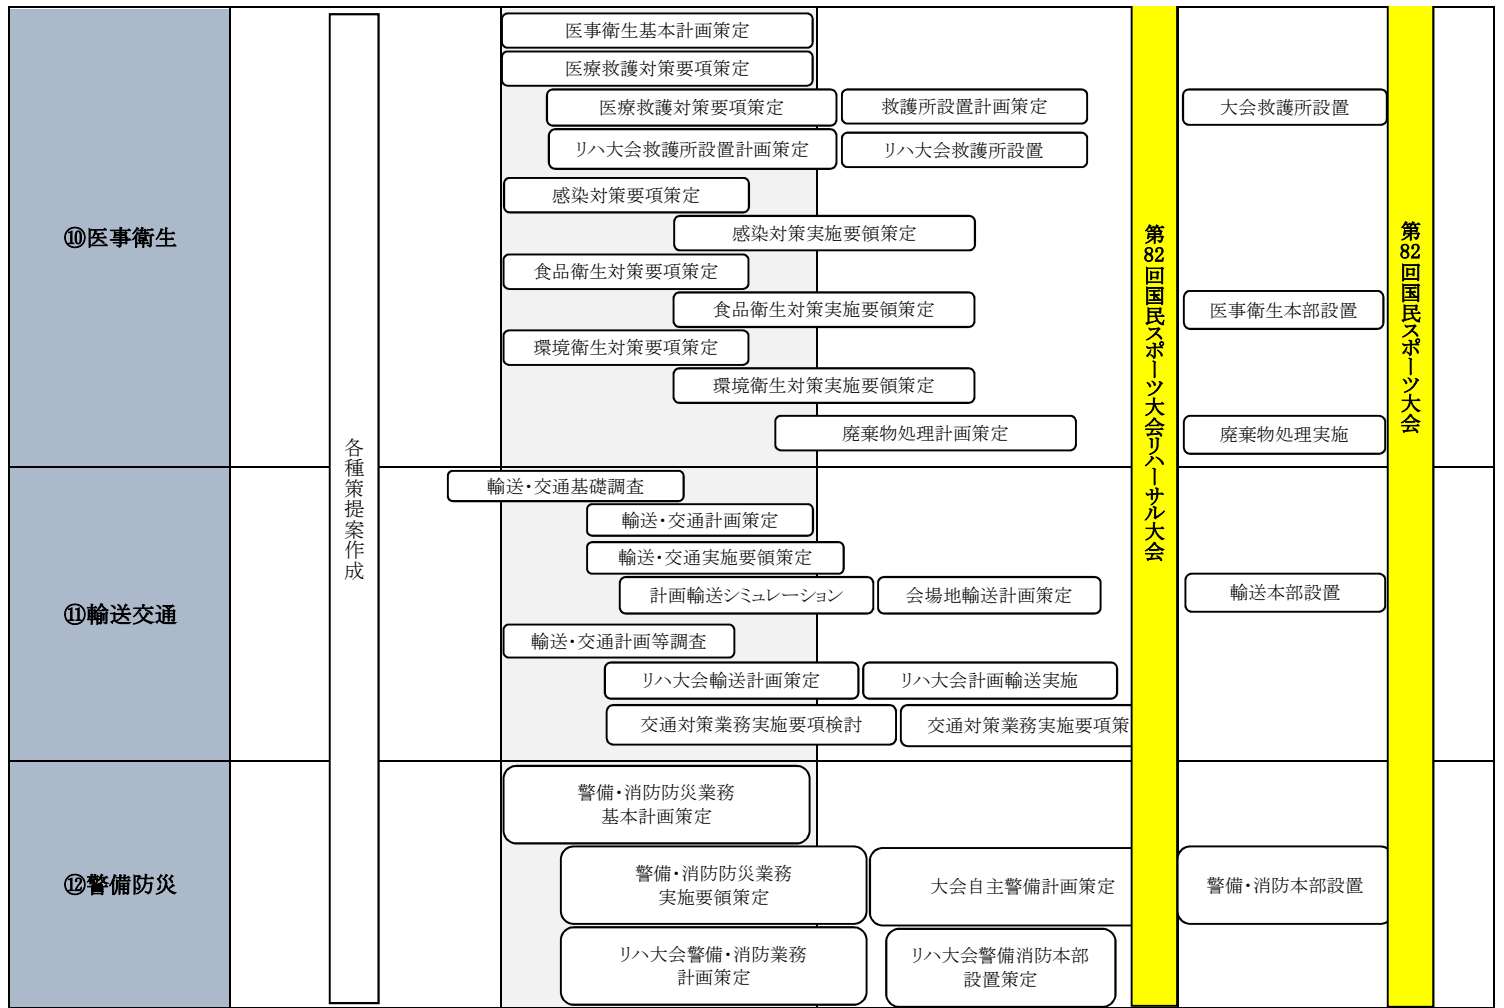 ⑩医事衛生
各種策提案作成
医事衛生基本計画策定
医療救護対策要項策定
医療救護対策要項策定
救護所設置計画策定
大会救護所設置
リハ大会救護所設置計画策定
リハ大会救護所設置
感染対策要項策定
感染対策実施要領策定
食品衛生対策要項策定
食品衛生対策実施要領策定
医事衛生本部設置
環境衛生対策要項策定
環境衛生対策実施要領策定
廃棄物処理計画策定
廃棄物処理実施
第82回国民スポーツ大会リハーサル大会
第82回国民スポーツ大会
⑪輸送交通
輸送・交通基礎調査
輸送・交通計画策定
輸送・交通実施要領策定
計画輸送シミュレーション
会場地輸送計画策定
輸送本部設置
輸送・交通計画等調査
リハ大会輸送計画策定
リハ大会計画輸送実施
交通対策業務実施要項検討
交通対策業務実施要項策
⑫警備防災
警備・消防防災業務
基本計画策定
警備・消防防災業務
実施要領策定
大会自主警備計画策定
警備・消防本部設置
リハ大会警備・消防業務
計画策定
リハ大会警備消防本部
設置策定